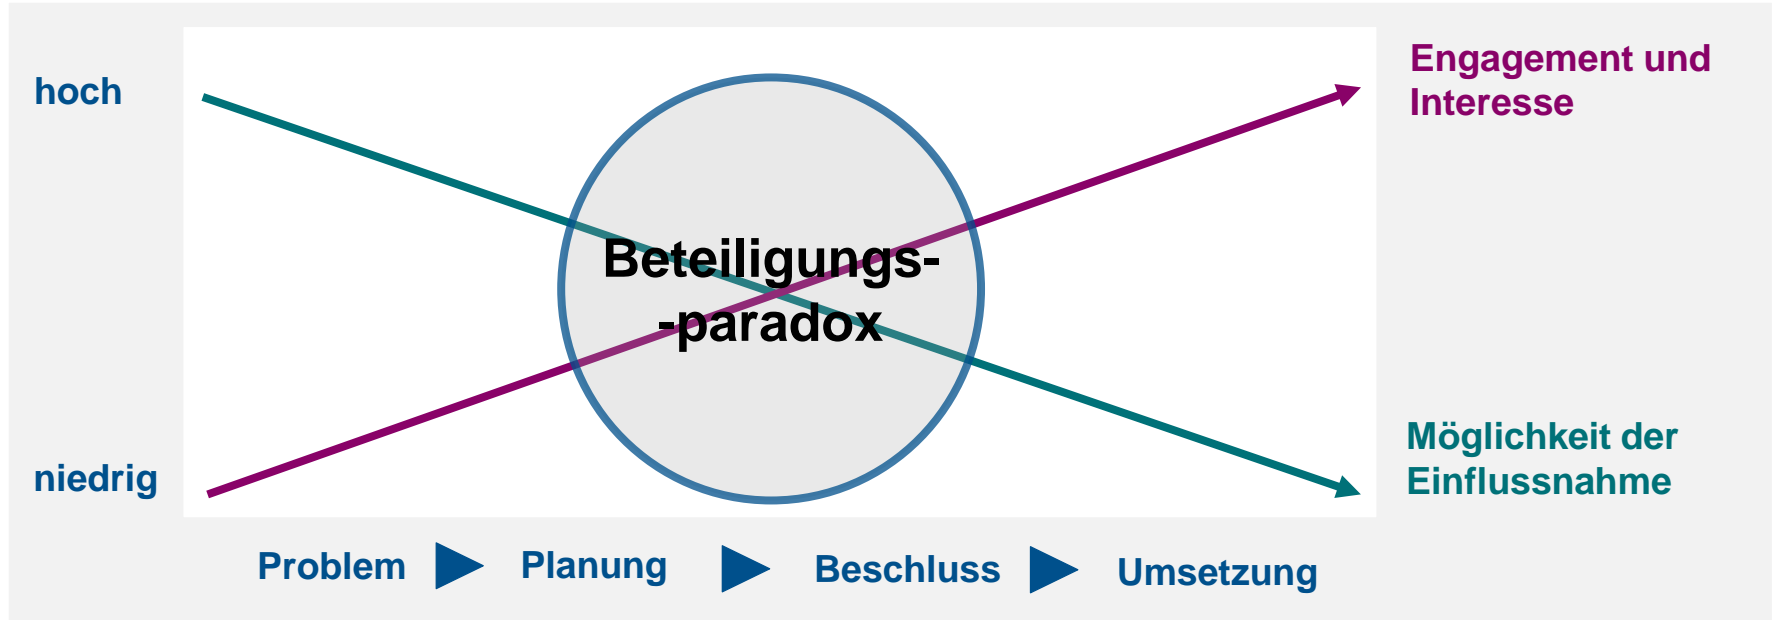 hoch
niedrig
Beteiligungs-
-paradox
Engagement und
Interesse
Möglichkeit der
Einflussnahme
Problem Planung Beschluss Umsetzung